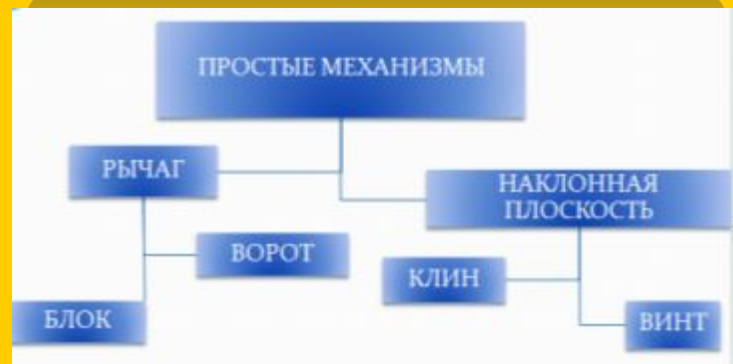 ПРОСТЫЕ МЕХАНИЗМЫ
РЫЧАГ
НАКЛОННАЯ
ПЛОСКОСТЬ
ВОРОТ
КЛИН
БЛОК
ВИНТ